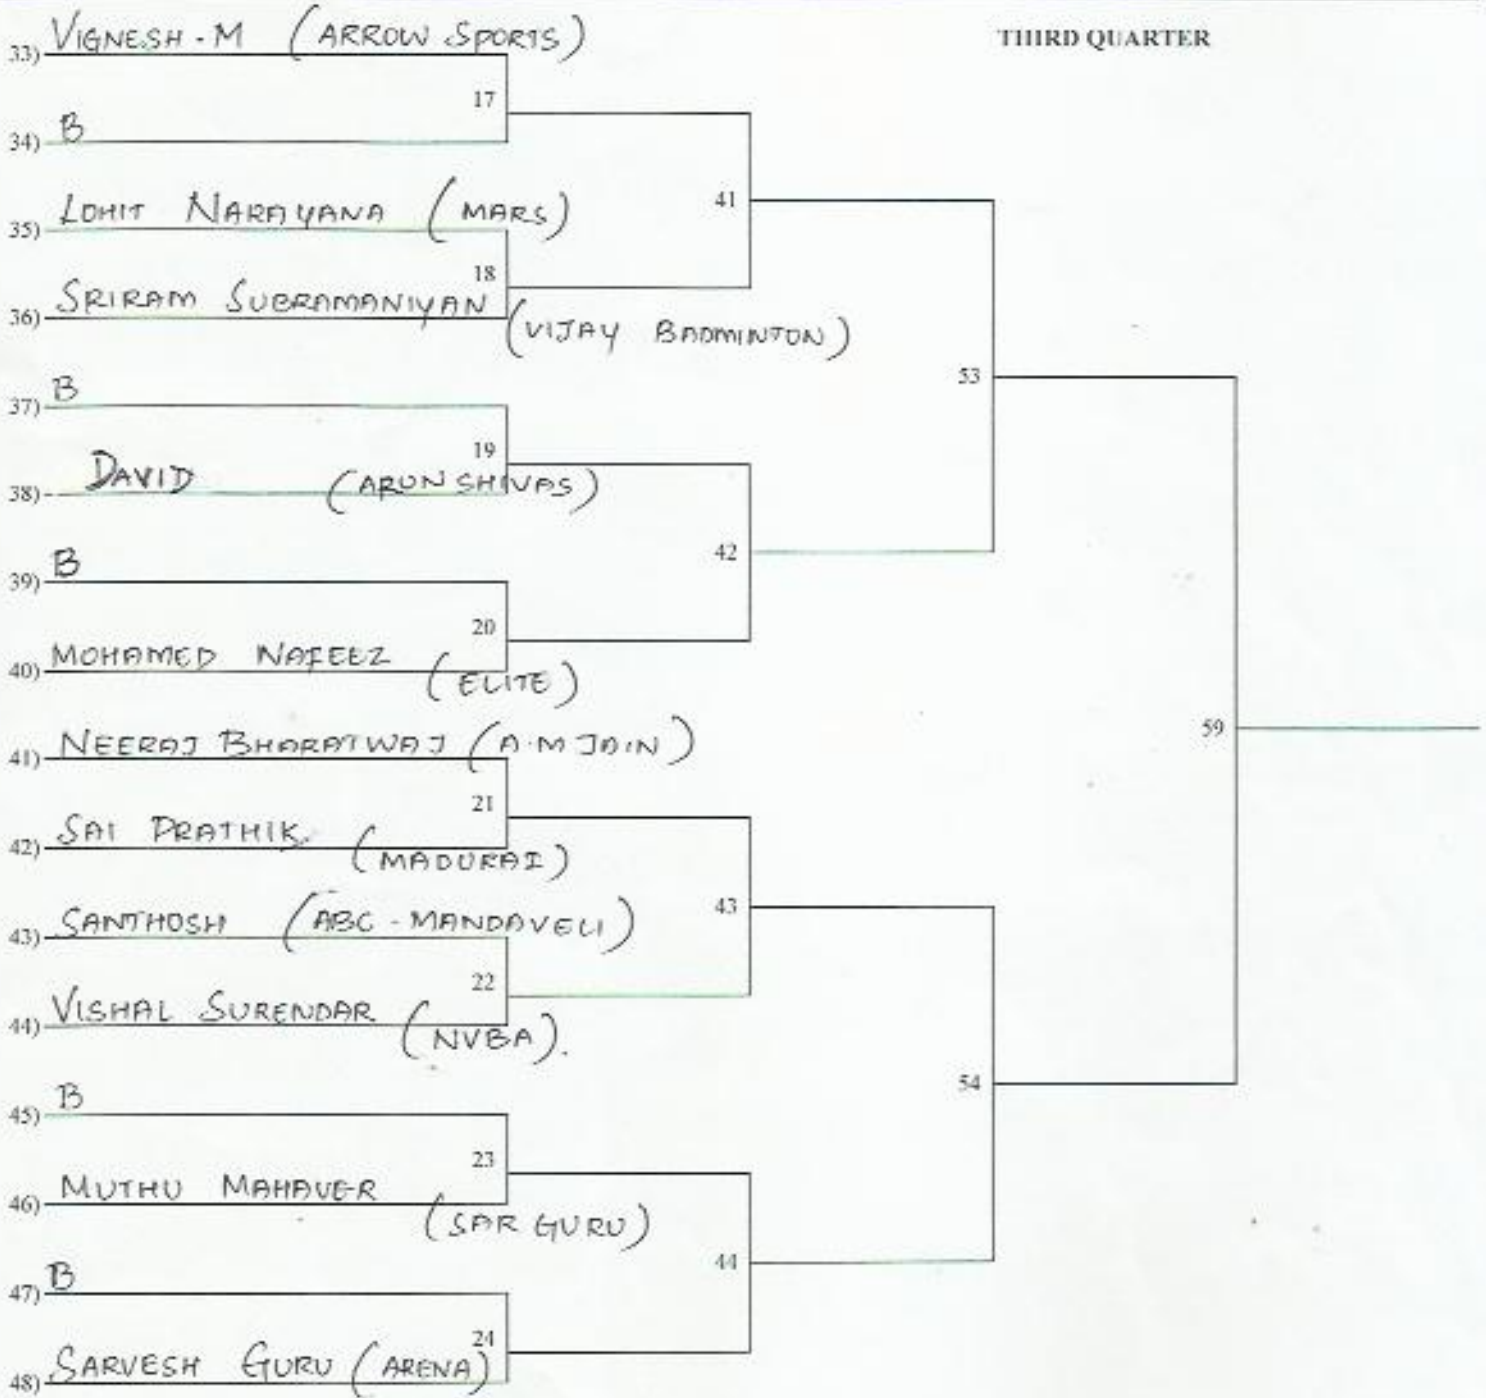 THIRD QUARTER
33) VIGNESH - M (ARROW SPORTS)
17
34) B
35) LOHIT NARAYANA (MARS)
41
18
36) SRIRAM SUBRAMANIYAN (VIJAY BADMINTON)
53
37) B
19
38) DAVID (ARUN SHIVAS)
42
39) B
20
40) MOHAMED NAFEEZ (ELITE)
59
41) NEERAJ BHARATWAJ (A.M JAIN)
21
42) SAI PRATHIK (MADURAI)
43
43) SANTHOSH (ABC - MANDAVELI)
22
44) VISHAL SURENDAR (NVBA).
54
45) B
23
46) MUTHU MAHAVER (SAR GURU)
44
47) B
24
48) SARVESH GURU (ARENA)